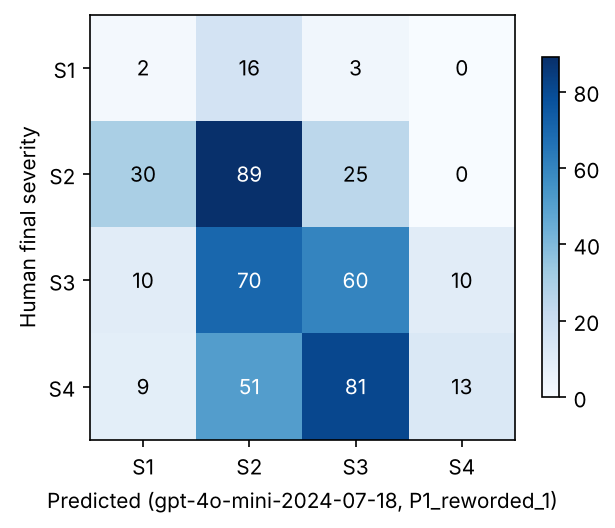 S1 2 16 3 0
S2 30 89 25 0
S3 10 70 60 10
S4 9 51 81 13
S1 S2 S3 S4
Human final severity
Predicted (gpt-4o-mini-2024-07-18, P1_reworded_1)
80
60
40
20
0